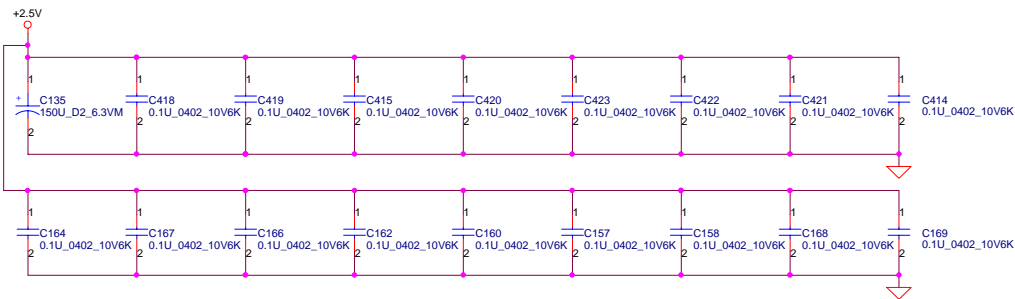 +2.5V
1 1 1 1 1 1 1 1 1
+ C135 C418 C419 C415 C420 C423 C422 C421 C414
150U_D2_6.3VM 0.1U_0402_10V6K 0.1U_0402_10V6K 0.1U_0402_10V6K 0.1U_0402_10V6K 0.1U_0402_10V6K 0.1U_0402_10V6K 0.1U_0402_10V6K 0.1U_0402_10V6K
2 2 2 2 2 2 2 2 2
1 1 1 1 1 1 1 1 1
C164 C167 C166 C162 C160 C157 C158 C168 C169
0.1U_0402_10V6K 0.1U_0402_10V6K 0.1U_0402_10V6K 0.1U_0402_10V6K 0.1U_0402_10V6K 0.1U_0402_10V6K 0.1U_0402_10V6K 0.1U_0402_10V6K 0.1U_0402_10V6K
2 2 2 2 2 2 2 2 2